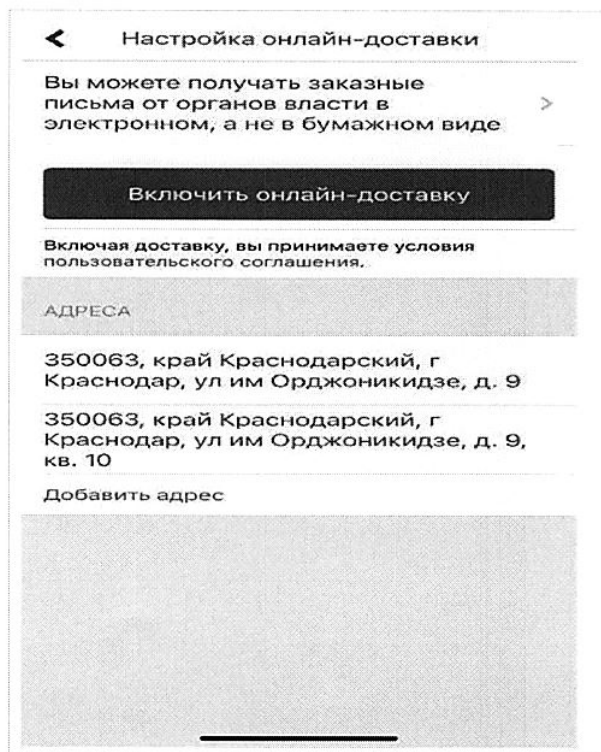 Настройка онлайн-доставки
Вы можете получать заказные
письма от органов власти в
электронном, а не в бумажном виде
Включить онлайн-доставку
Включая доставку, вы принимаете условия
пользовательского соглашения.
АДРЕСА
350063, край Краснодарский, г
Краснодар, ул им Орджоникидзе, д. 9
350063, край Краснодарский, г
Краснодар, ул им Орджоникидзе, д. 9,
кв. 10
Добавить адрес